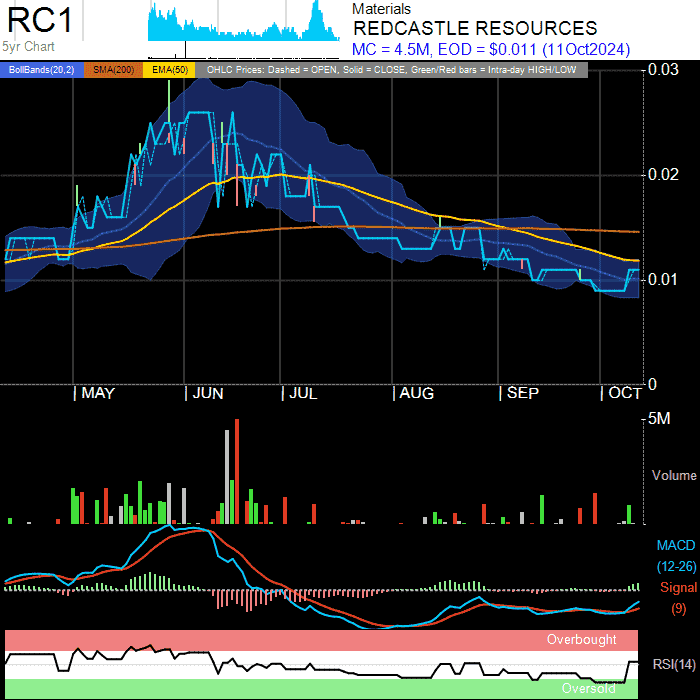 RC1
5yr Chart
Materials
REDCASTLE RESOURCES
MC = 4.5M, EOD = $0.011 (11Oct2024)
BollBands(20,2) SMA(200) EMA(50) OHLC Prices: Dashed = OPEN, Solid = CLOSE, Green/Red bars = Intra-day HIGH/LOW
0.03
0.02
0.01
0
| MAY | JUN | JUL | AUG | SEP | OCT
5M
Volume
MACD
(12-26)
Signal
(9)
Overbought
RSI(14)
Oversold